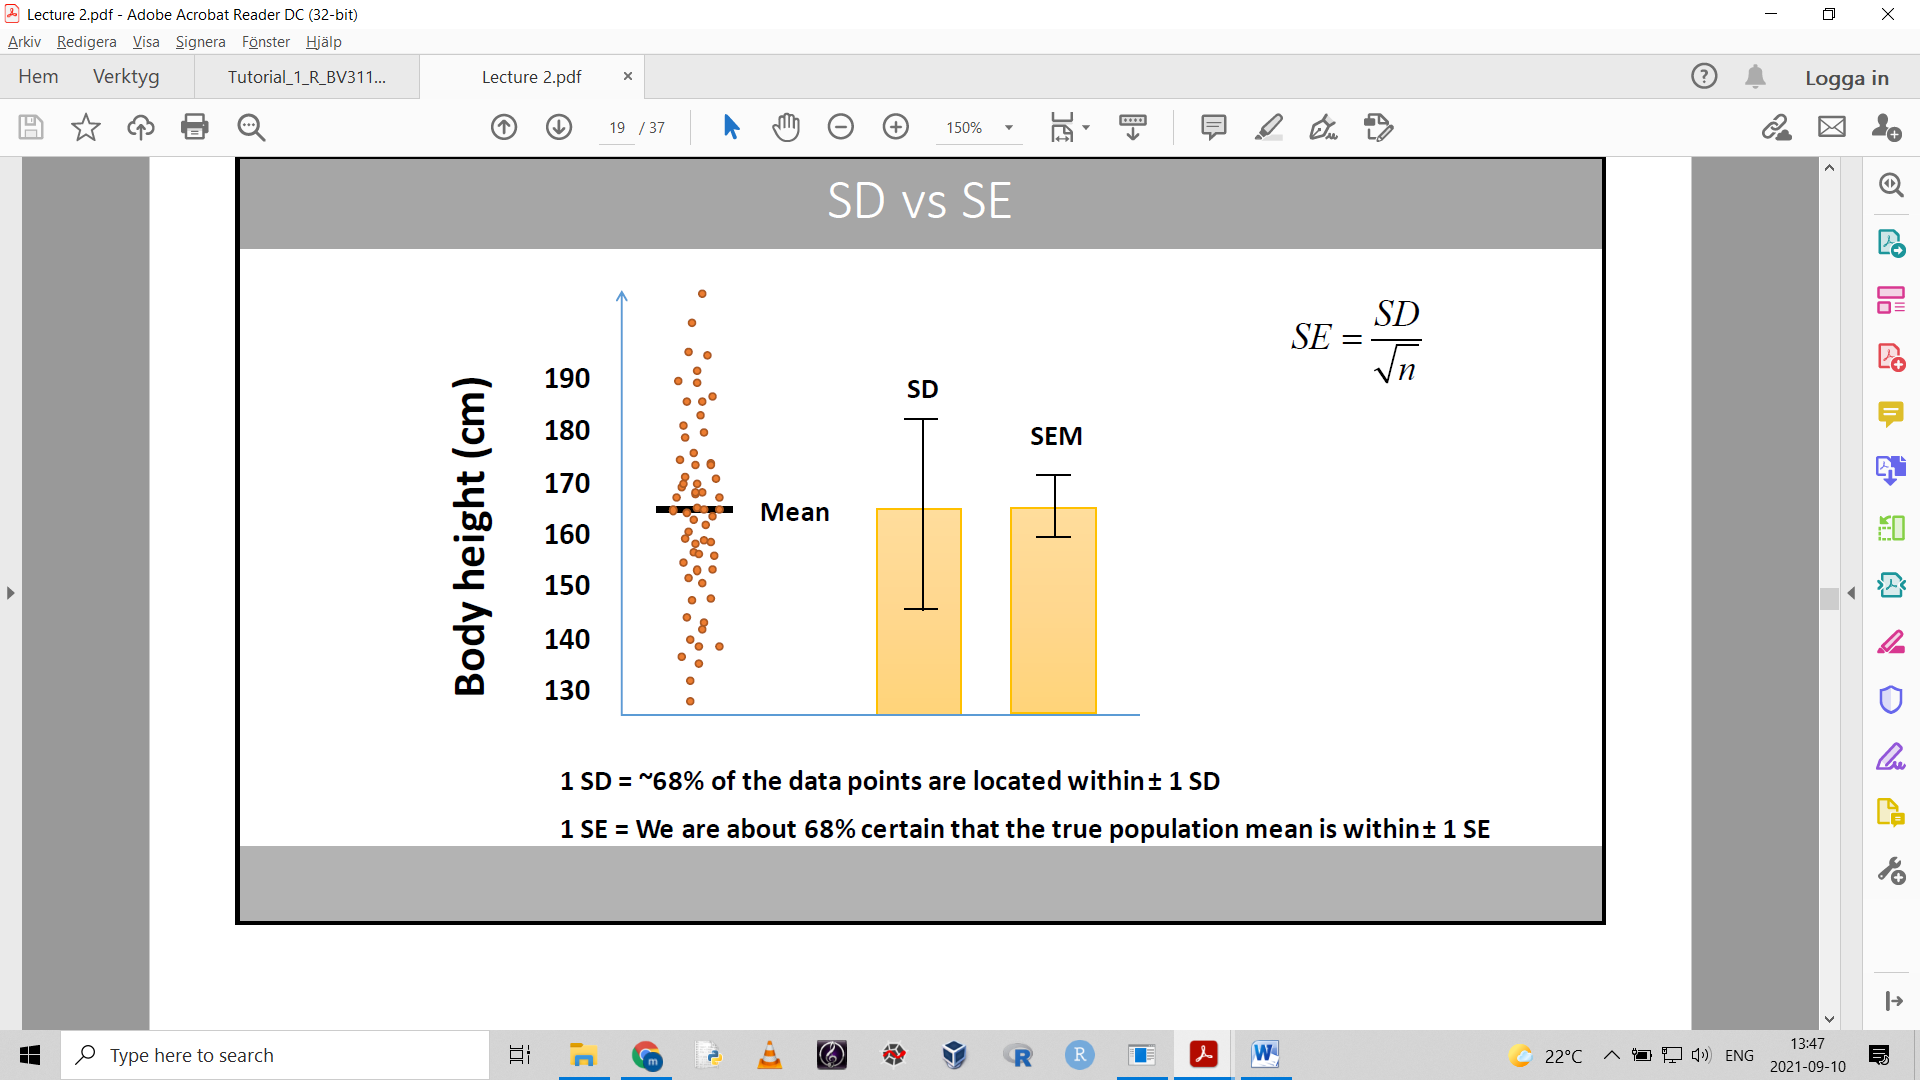 Lecture 2.pdf - Adobe Acrobat Reader DC (32-bit)
Arkiv Redigera Visa Signera Fönster Hjälp
Hem Verktyg Tutorial_1_R_BV311... Lecture 2.pdf × Logga in
19 / 37 150%
SD vs SE
SE = SD / √n
Body height (cm)
190
180
170
160
150
140
130
Mean
SD
SEM
1 SD = ~68% of the data points are located within ± 1 SD
1 SE = We are about 68% certain that the true population mean is within ± 1 SE
Type here to search
22°C ENG
13:47
2021-09-10